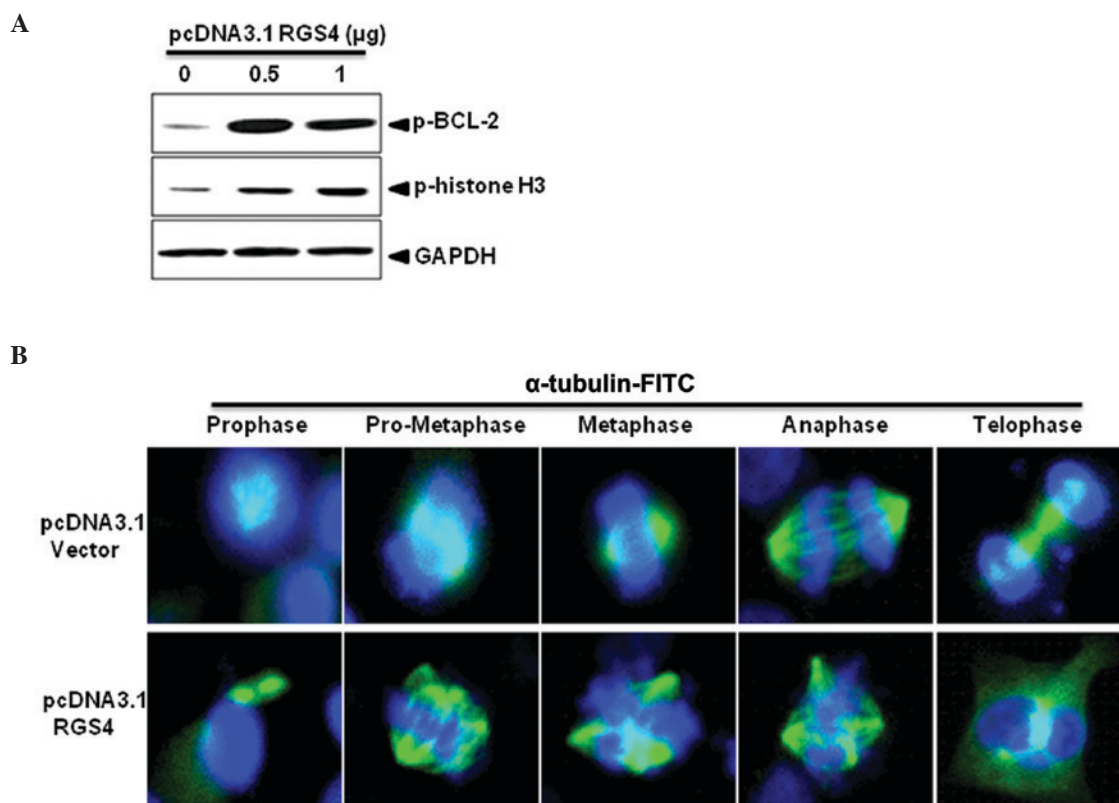 A
pcDNA3.1 RGS4 (µg)
0 0.5 1
p-BCL-2
p-histone H3
GAPDH
B
α-tubulin-FITC
Prophase Pro-Metaphase Metaphase Anaphase Telophase
pcDNA3.1
Vector
pcDNA3.1
RGS4